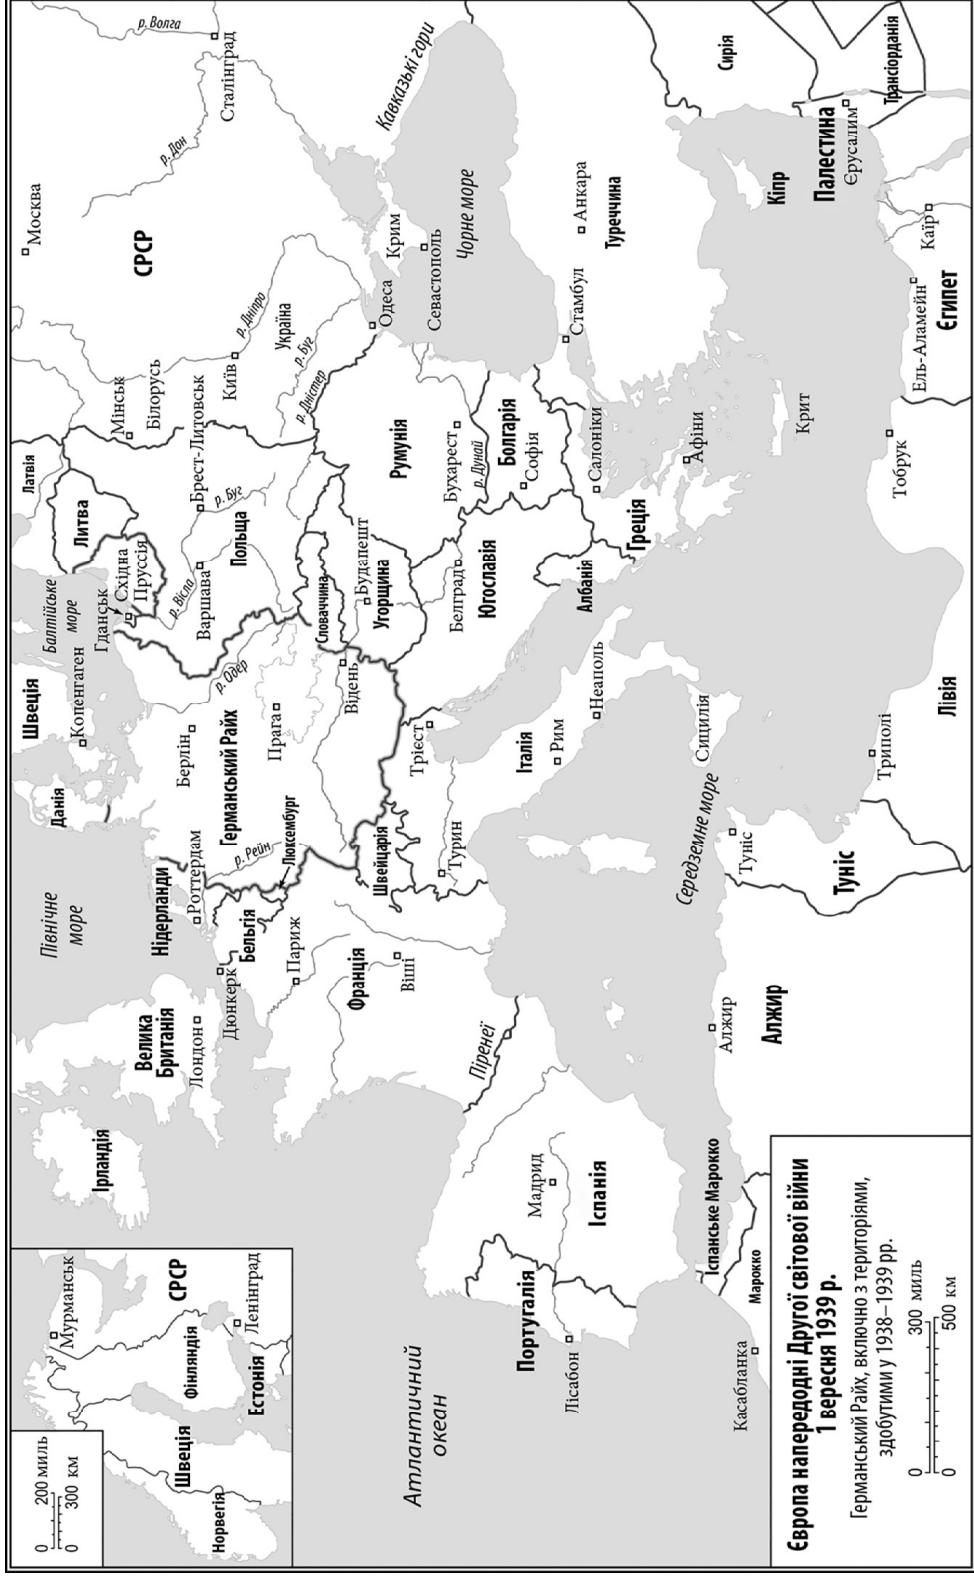 Європа напередодні Другої світової війни
1 вересня 1939 р.
Германський Райх, включно з територіями,
здобутими у 1938–1939 рр.
0 300 миль
0 500 км
0 200 миль
0 300 км
Мурманськ
СРСР
Фінляндія
Ленінград
Естонія
Швеція
Норвегія
Атлантичний
океан
Ірландія
Велика
Британія
Лондон
Північне
море
Данія
Швеція
Копенгаген
Балтійське
море
Гданськ
Східна
Пруссія
Литва
Латвія
Москва
Мінськ
Білорусь
СРСР
р. Волга
Сталінград
р. Дон
Нідерланди
Роттердам
Дюнкерк
Бельгія
Люксембург
р. Рейн
Париж
Франція
Віші
Германський Райх
Берлін
Прага
р. Одер
Відень
р. Вісла
Варшава
Польща
р. Буг
Брест-Литовськ
Київ
р. Дніпро
Україна
р. Буг
р. Дністер
Одеса
Крим
Севастополь
Чорне море
Кавказькі гори
Словаччина
Угорщина
Будапешт
Румунія
Бухарест
р. Дунай
Швейцарія
Турин
Трієст
Італія
Рим
Неаполь
Сицилія
Белград
Югославія
Албанія
Болгарія
Софія
Салоніки
Греція
Афіни
Крит
Стамбул
Анкара
Туреччина
Кіпр
Сирія
Палестина
Єрусалим
Трансіорданія
Піренеї
Мадрид
Іспанія
Португалія
Лісабон
Касабланка
Марокко
Іспанське Марокко
Алжир
Алжир
Середземне море
Туніс
Туніс
Триполі
Лівія
Тобрук
Ель-Аламейн
Каїр
Єгипет